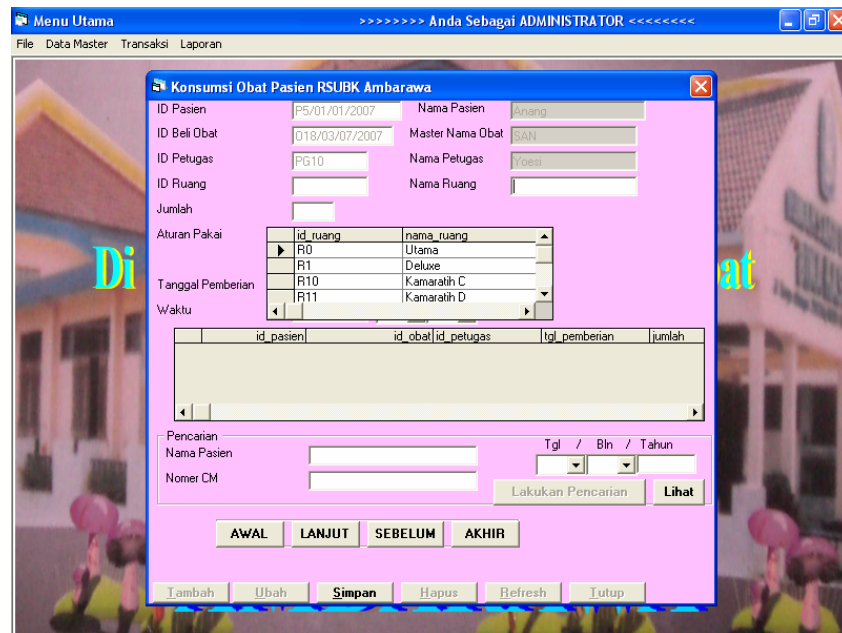 Menu Utama >>>>>>>> Anda Sebagai ADMINISTRATOR <<<<<<<<
File Data Master Transaksi Laporan
Konsumsi Obat Pasien RSUBK Ambarawa
ID Pasien P5/01/01/2007 Nama Pasien Anang
ID Beli Obat O18/03/07/2007 Master Nama Obat SAN
ID Petugas PG10 Nama Petugas Yoesi
ID Ruang Nama Ruang
Jumlah
Aturan Pakai
id_ruang nama_ruang
R0 Utama
R1 Deluxe
R10 Kamaratih C
R11 Kamaratih D
Di at
Tanggal Pemberian
Waktu
id_pasien id_obat id_petugas tgl_pemberian jumlah
Pencarian
Tgl / Bln / Tahun
Nama Pasien
Nomer CM
Lakukan Pencarian Lihat
AWAL LANJUT SEBELUM AKHIR
Tambah Ubah Simpan Hapus Refresh Tutup